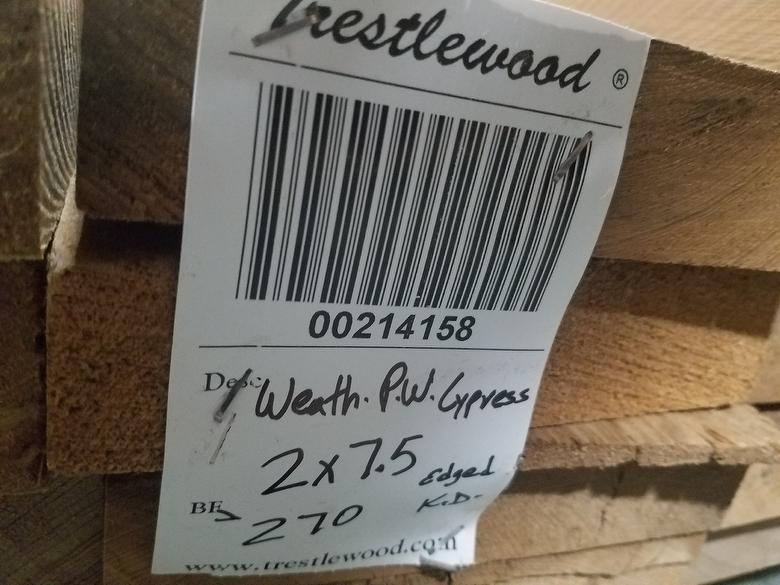 Trestlewood ®
00214158
Desc Weath. P.W. Cypress
2x7.5 Edged
K.D.
BF 270
www.trestlewood.com